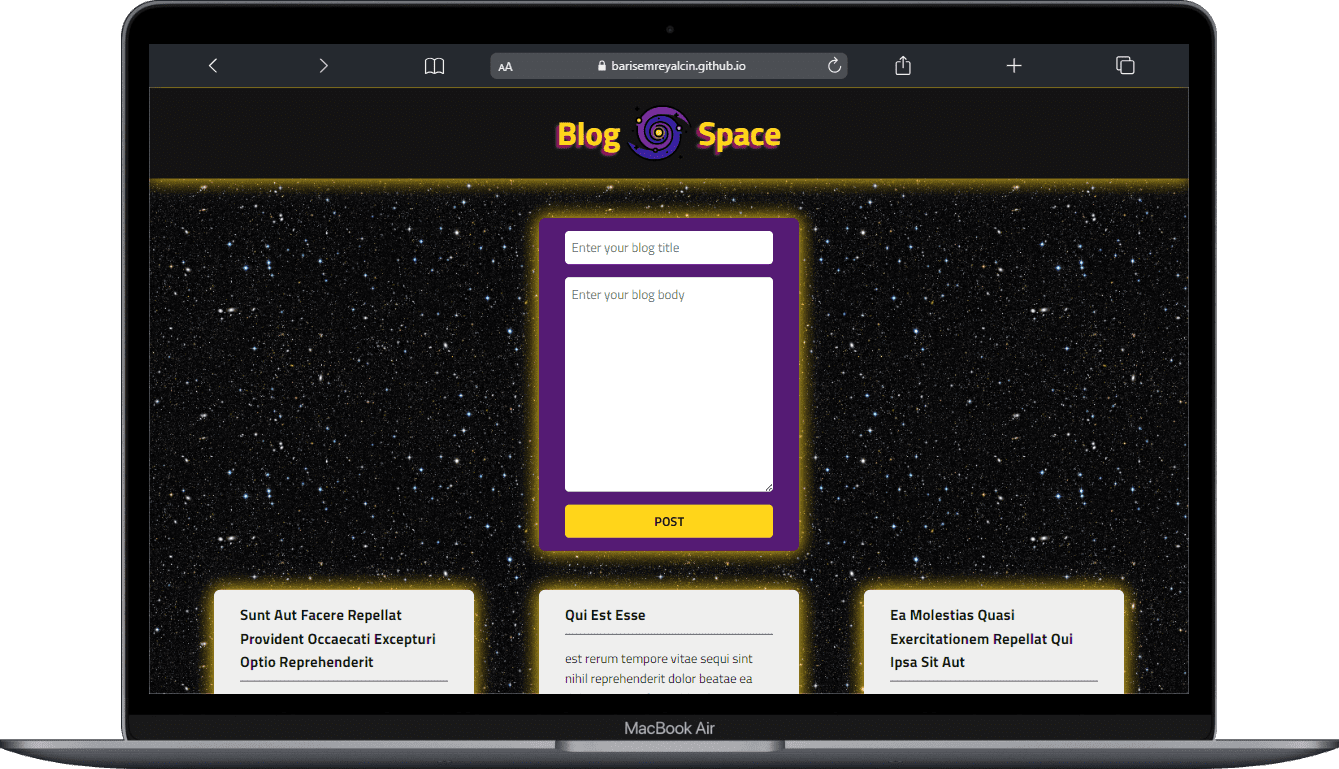 AA barisemreyalcin.github.io
Blog Space
Enter your blog title
Enter your blog body
POST
Sunt Aut Facere Repellat
Provident Occaecati Excepturi
Optio Reprehenderit
Qui Est Esse
est rerum tempore vitae sequi sint
nihil reprehenderit dolor beatae ea
Ea Molestias Quasi
Exercitationem Repellat Qui
Ipsa Sit Aut
MacBook Air